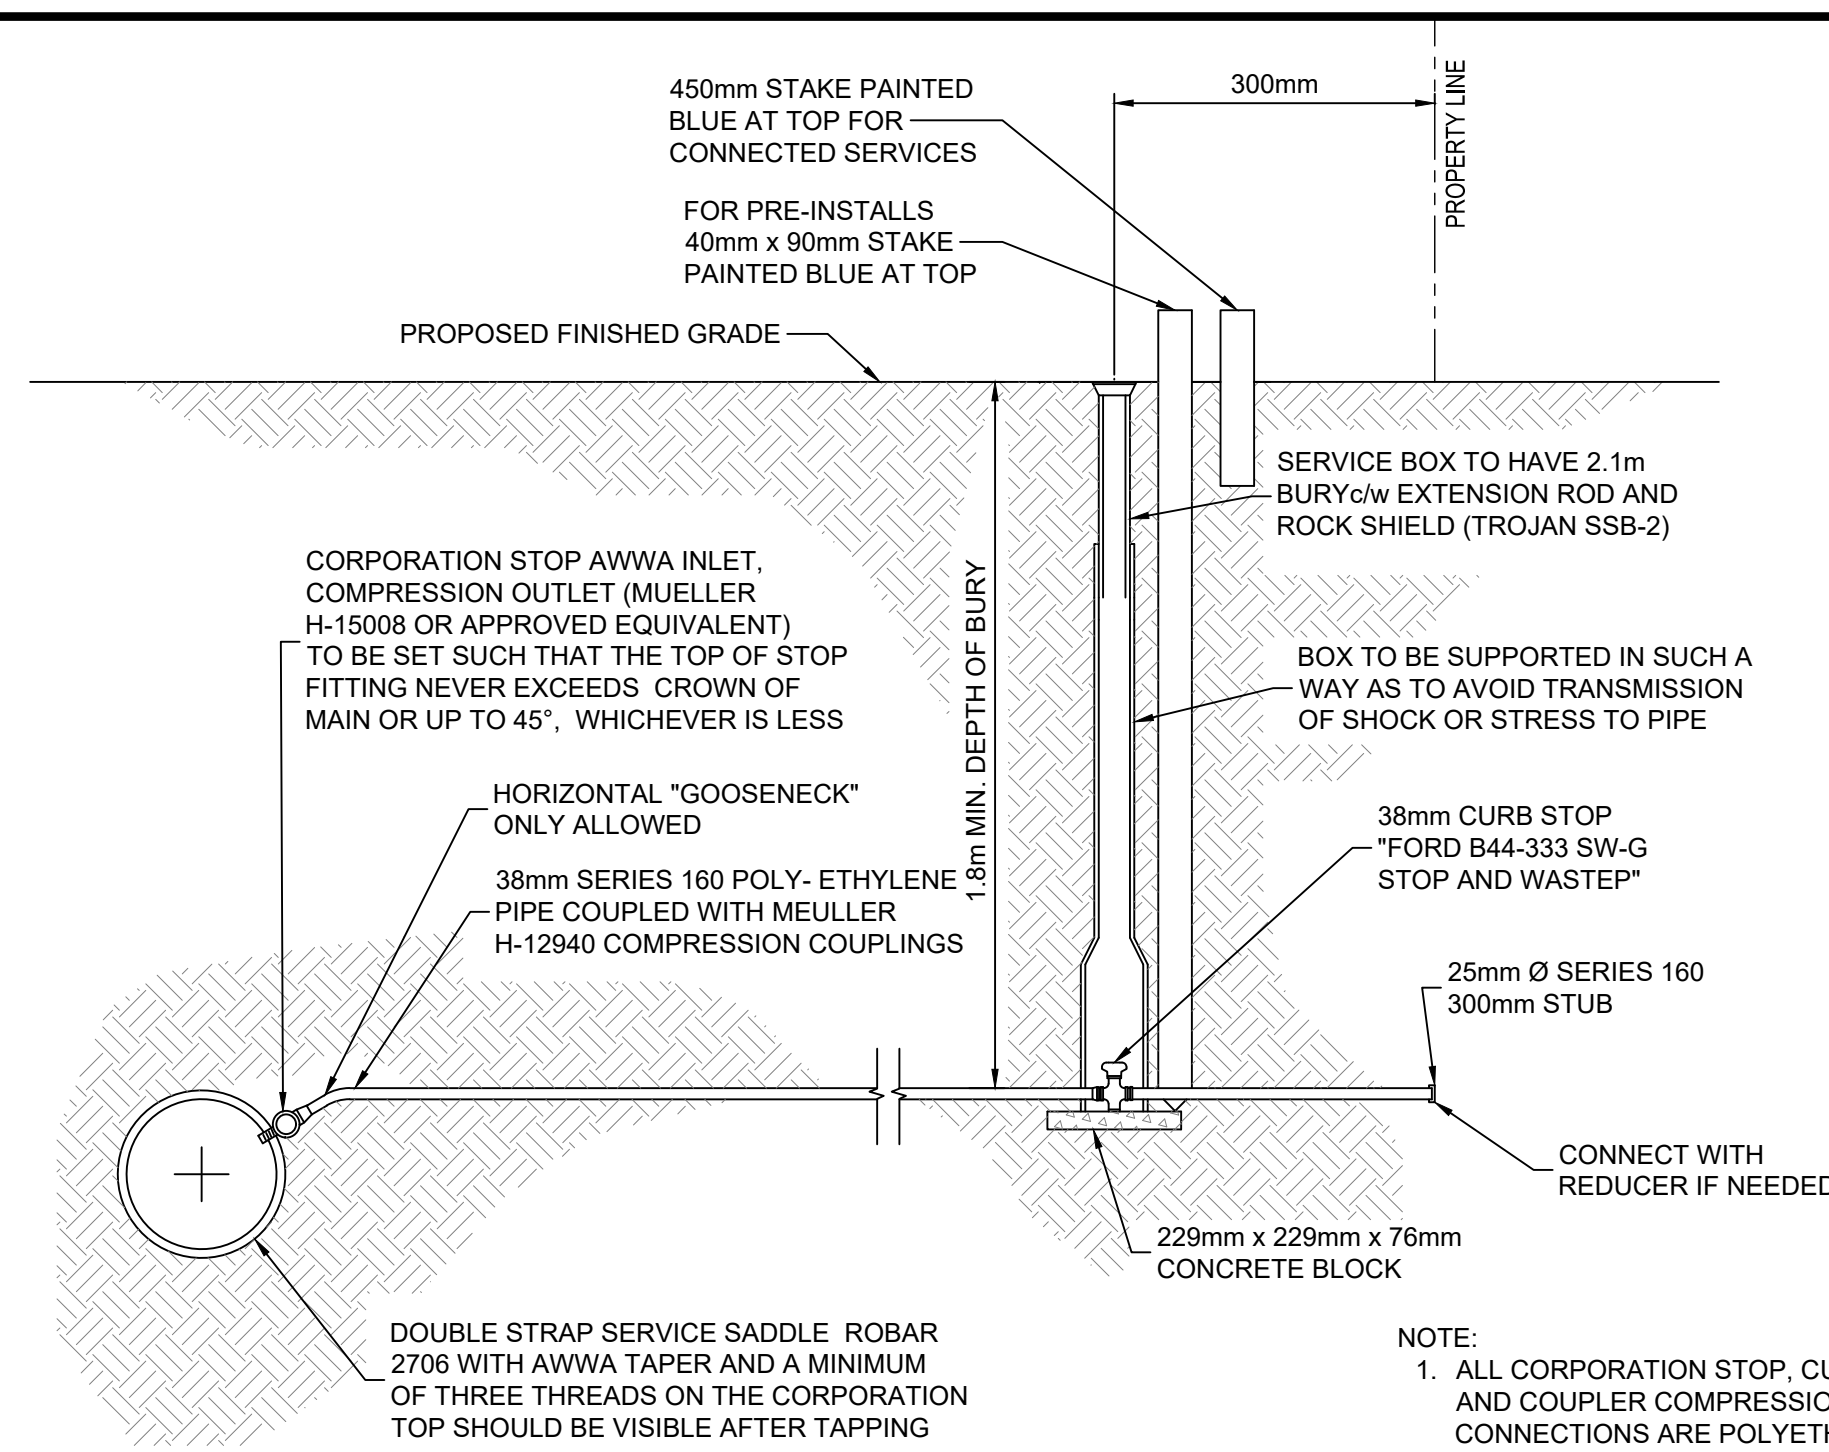 450mm STAKE PAINTED
BLUE AT TOP FOR
CONNECTED SERVICES
300mm
PROPERTY LINE
FOR PRE-INSTALLS
40mm x 90mm STAKE
PAINTED BLUE AT TOP
PROPOSED FINISHED GRADE
SERVICE BOX TO HAVE 2.1m
BURYc/w EXTENSION ROD AND
ROCK SHIELD (TROJAN SSB-2)
CORPORATION STOP AWWA INLET,
COMPRESSION OUTLET (MUELLER
H-15008 OR APPROVED EQUIVALENT)
TO BE SET SUCH THAT THE TOP OF STOP
FITTING NEVER EXCEEDS CROWN OF
MAIN OR UP TO 45°, WHICHEVER IS LESS
1.8m MIN. DEPTH OF BURY
BOX TO BE SUPPORTED IN SUCH A
WAY AS TO AVOID TRANSMISSION
OF SHOCK OR STRESS TO PIPE
HORIZONTAL "GOOSENECK"
ONLY ALLOWED
38mm CURB STOP
"FORD B44-333 SW-G
STOP AND WASTEP"
38mm SERIES 160 POLY- ETHYLENE
PIPE COUPLED WITH MEULLER
H-12940 COMPRESSION COUPLINGS
25mm Ø SERIES 160
300mm STUB
CONNECT WITH
REDUCER IF NEEDED
229mm x 229mm x 76mm
CONCRETE BLOCK
DOUBLE STRAP SERVICE SADDLE ROBAR
2706 WITH AWWA TAPER AND A MINIMUM
OF THREE THREADS ON THE CORPORATION
TOP SHOULD BE VISIBLE AFTER TAPPING
NOTE:
1. ALL CORPORATION STOP,
AND COUPLER
CONNECTIONS ARE